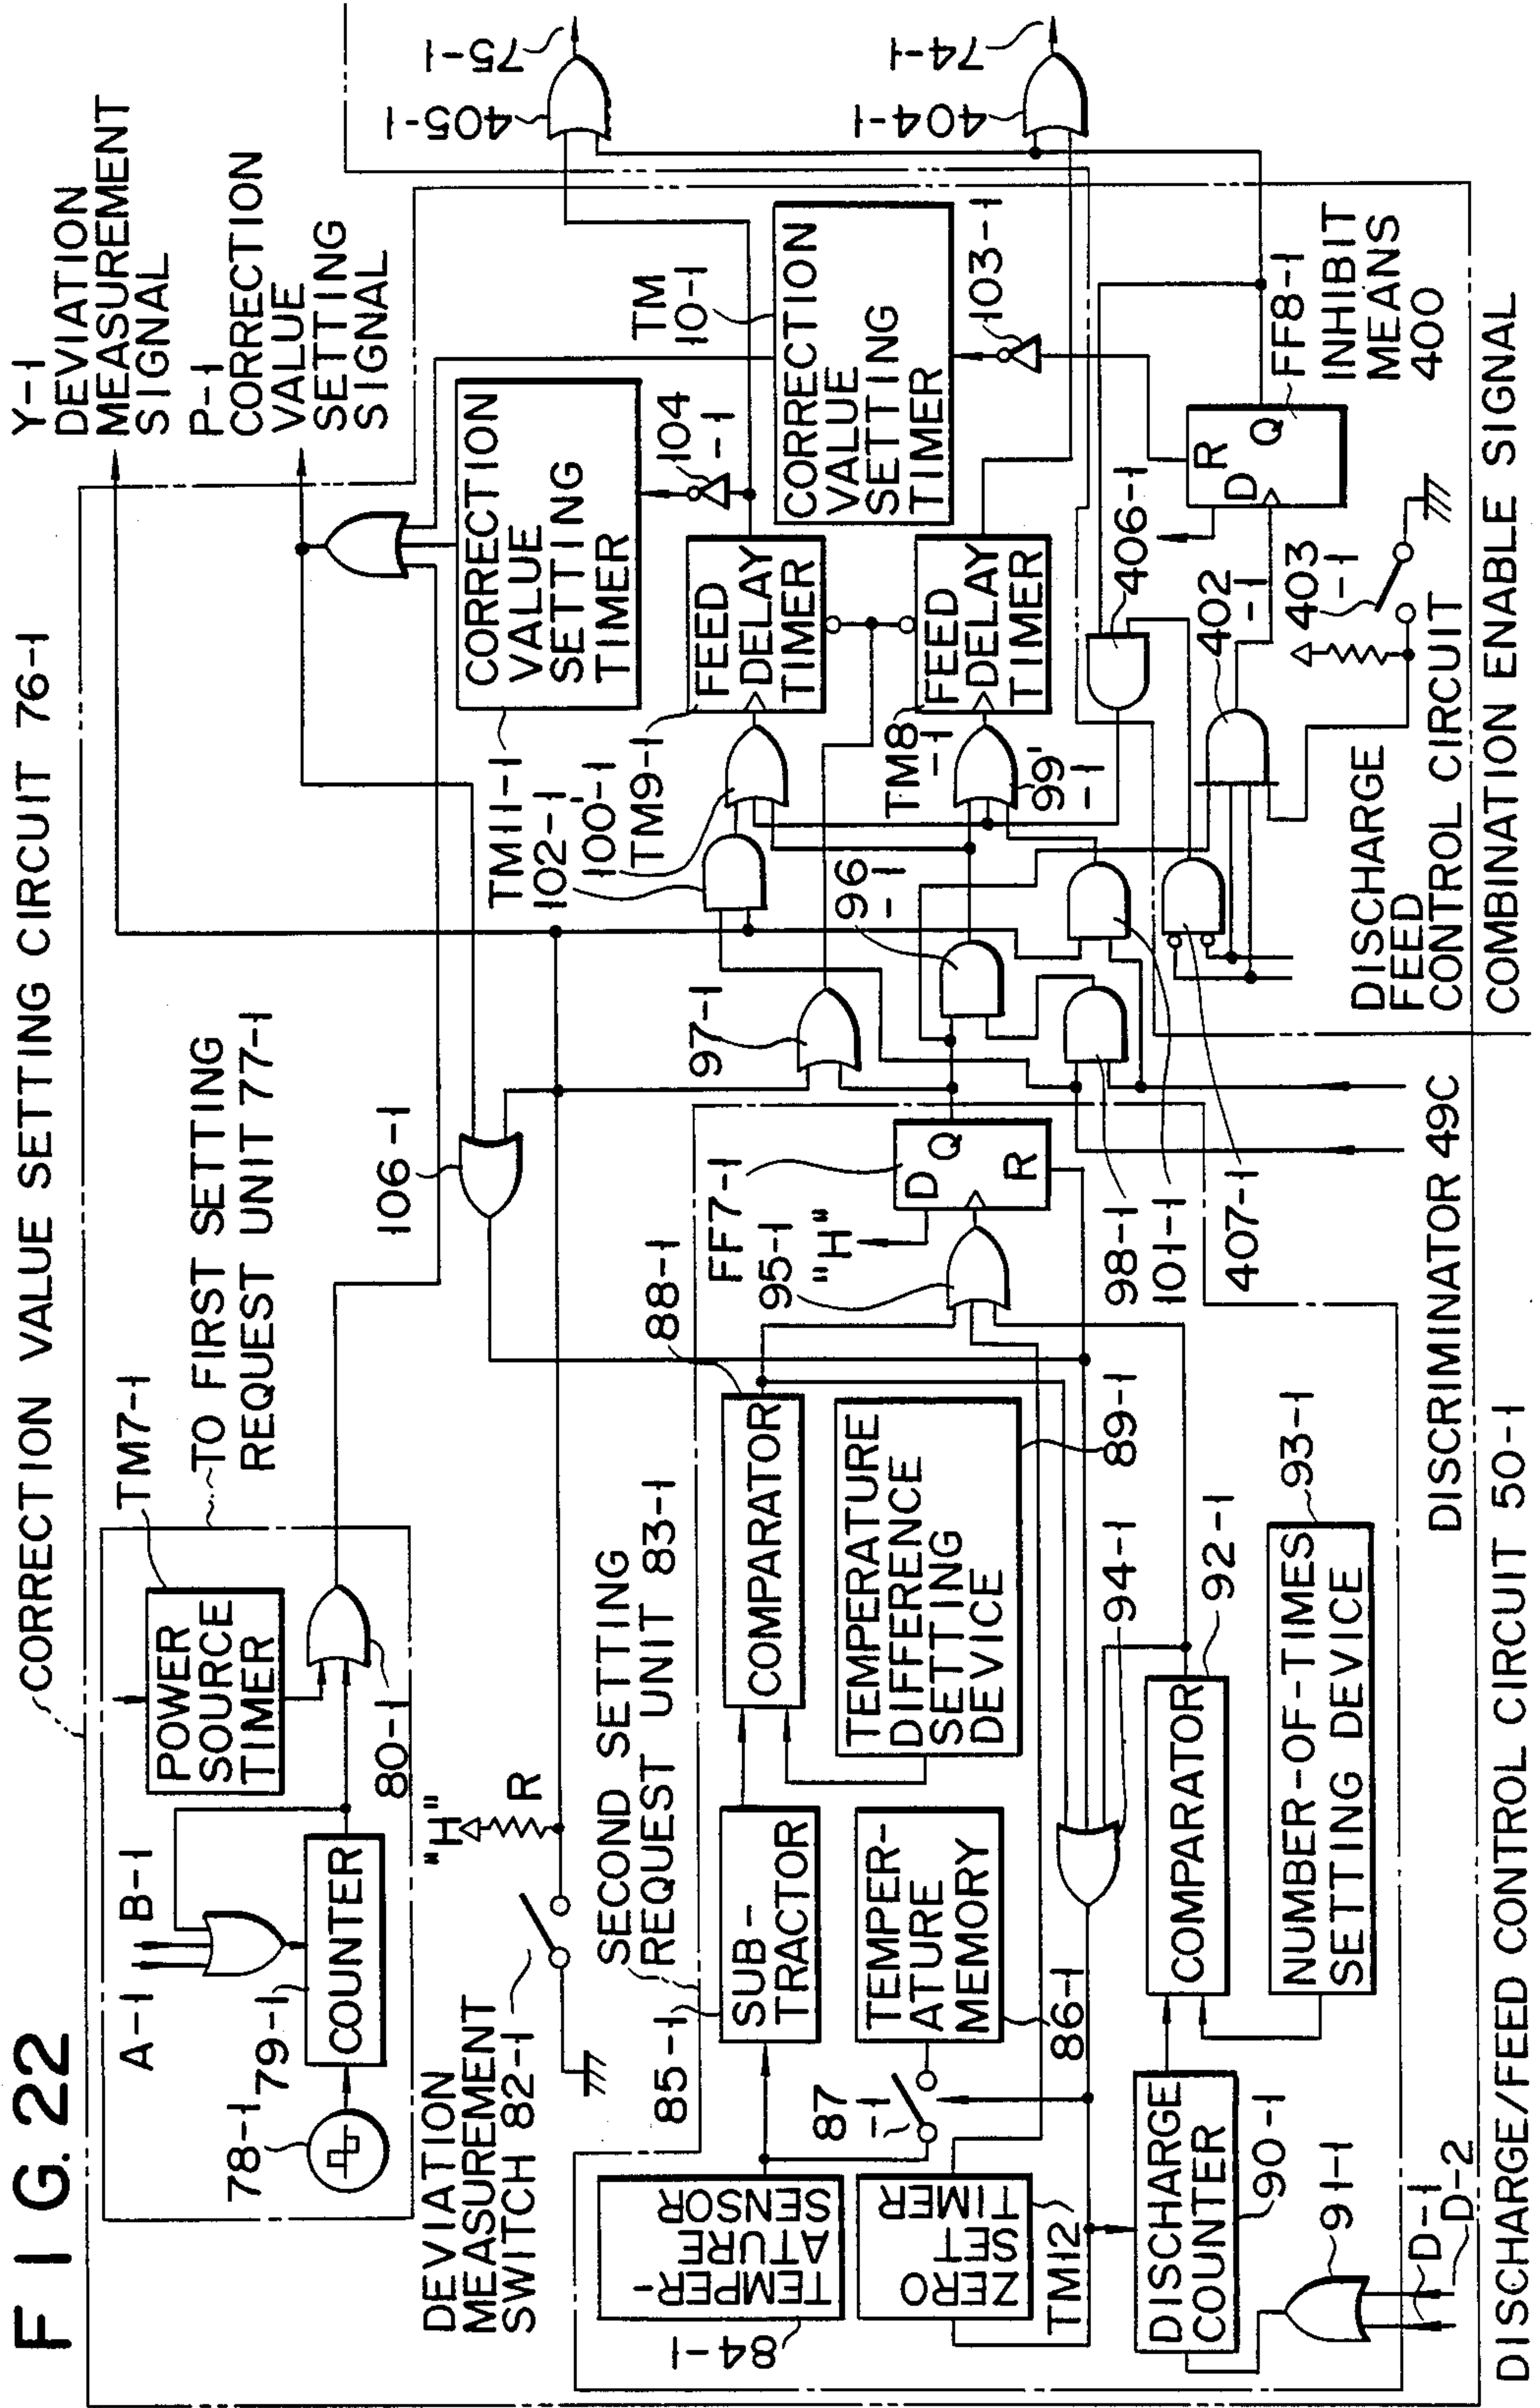 FIG. 22
CORRECTION VALUE SETTING CIRCUIT 76-1
TM7-1
TO FIRST SETTING
REQUEST UNIT 77-1
A-1
B-1
78-1
79-1
COUNTER
POWER
SOURCE
TIMER
80-1
106-1
Y-1
DEVIATION
MEASUREMENT
SIGNAL
P-1
CORRECTION
VALUE
SETTING
SIGNAL
75-1
405-1
74-1
404-1
"H"
R
DEVIATION
MEASUREMENT
SWITCH 82-1
SECOND SETTING
REQUEST UNIT 83-1
85-1
SUB-
TRACTOR
88-1
COMPARATOR
TEMPERATURE
DIFFERENCE
SETTING
DEVICE
89-1
TEMPER-
ATURE
MEMORY
86-1
87
-1
TEMPER-
ATURE
SENSOR
84-1
ZERO
SET
TIMER
TM12
DISCHARGE
COUNTER
90-1
91-1
D-1
D-2
COMPARATOR
92-1
94-1
NUMBER-OF-TIMES
SETTING DEVICE
93-1
FF7-1
D
Q
R
95-1
"H"
97-1
96
-1
98-1
101-1
407-1
TM11-1
102-1
100'-1
TM9-1
CORRECTION
VALUE
SETTING
TIMER
104
-1
FEED
DELAY
TIMER
TM
10-1
CORRECTION
VALUE
SETTING
TIMER
103-1
TM8
-1
99'
-1
FEED
DELAY
TIMER
406-1
402
-1
403
-1
R
D
Q
FF8-1
INHIBIT
MEANS
400
DISCHARGE
FEED
CONTROL CIRCUIT
COMBINATION ENABLE SIGNAL
DISCRIMINATOR 49C
DISCHARGE/FEED CONTROL CIRCUIT 50-1